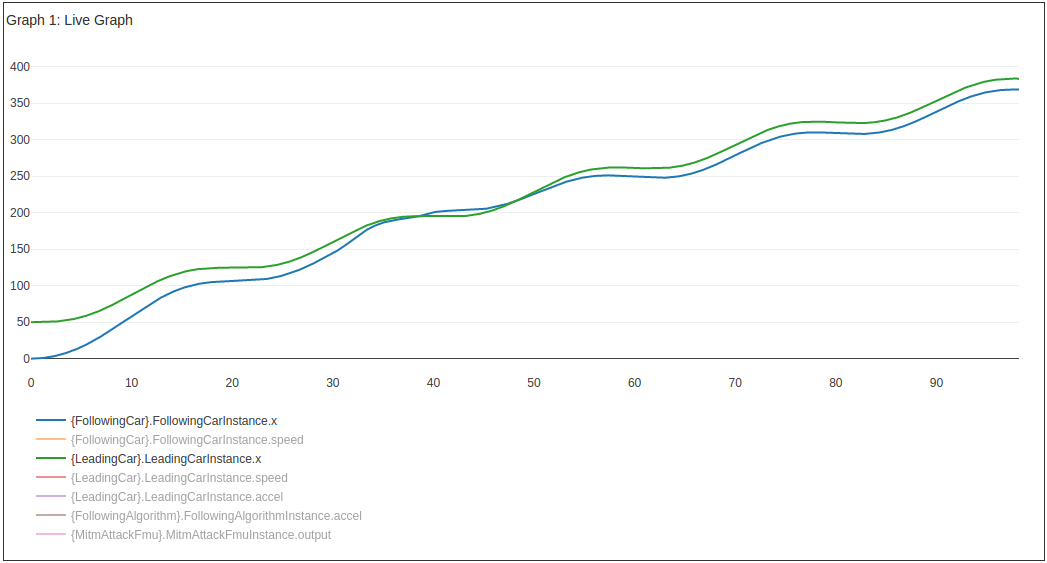 Graph 1: Live Graph
400
350
300
250
200
150
100
50
0
0 10 20 30 40 50 60 70 80 90
{FollowingCar}.FollowingCarInstance.x
{FollowingCar}.FollowingCarInstance.speed
{LeadingCar}.LeadingCarInstance.x
{LeadingCar}.LeadingCarInstance.speed
{LeadingCar}.LeadingCarInstance.accel
{FollowingAlgorithm}.FollowingAlgorithmInstance.accel
{MitmAttackFmu}.MitmAttackFmuInstance.output